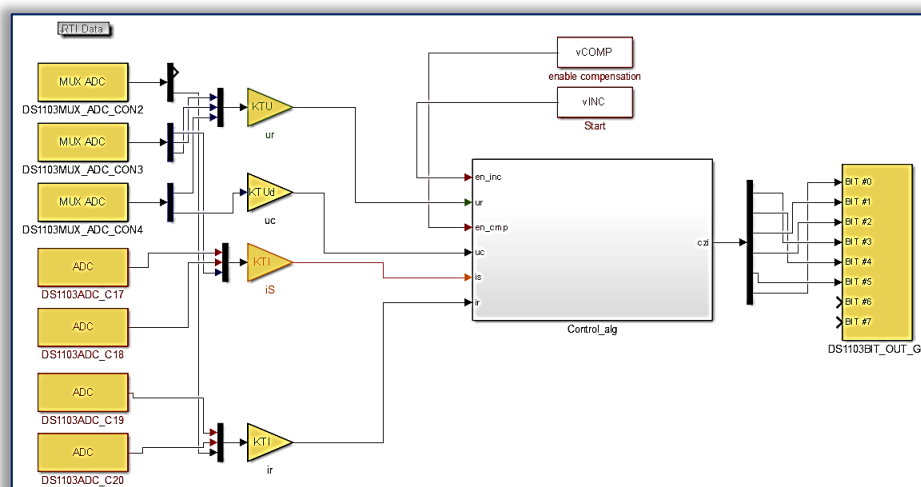 RTI Data
MUX ADC
DS1103MUX_ADC_CON2
MUX ADC
DS1103MUX_ADC_CON3
MUX ADC
DS1103MUX_ADC_CON4
ADC
DS1103ADC_C17
ADC
DS1103ADC_C18
ADC
DS1103ADC_C19
ADC
DS1103ADC_C20
KTU
ur
KTUd
uc
KTI
iS
KTI
ir
vCOMP
enable compensation
vINC
Start
en_inc
ur
en_cmp
uc
is
ir
czi
Control_alg
BIT #0
BIT #1
BIT #2
BIT #3
BIT #4
BIT #5
BIT #6
BIT #7
DS1103BIT_OUT_G